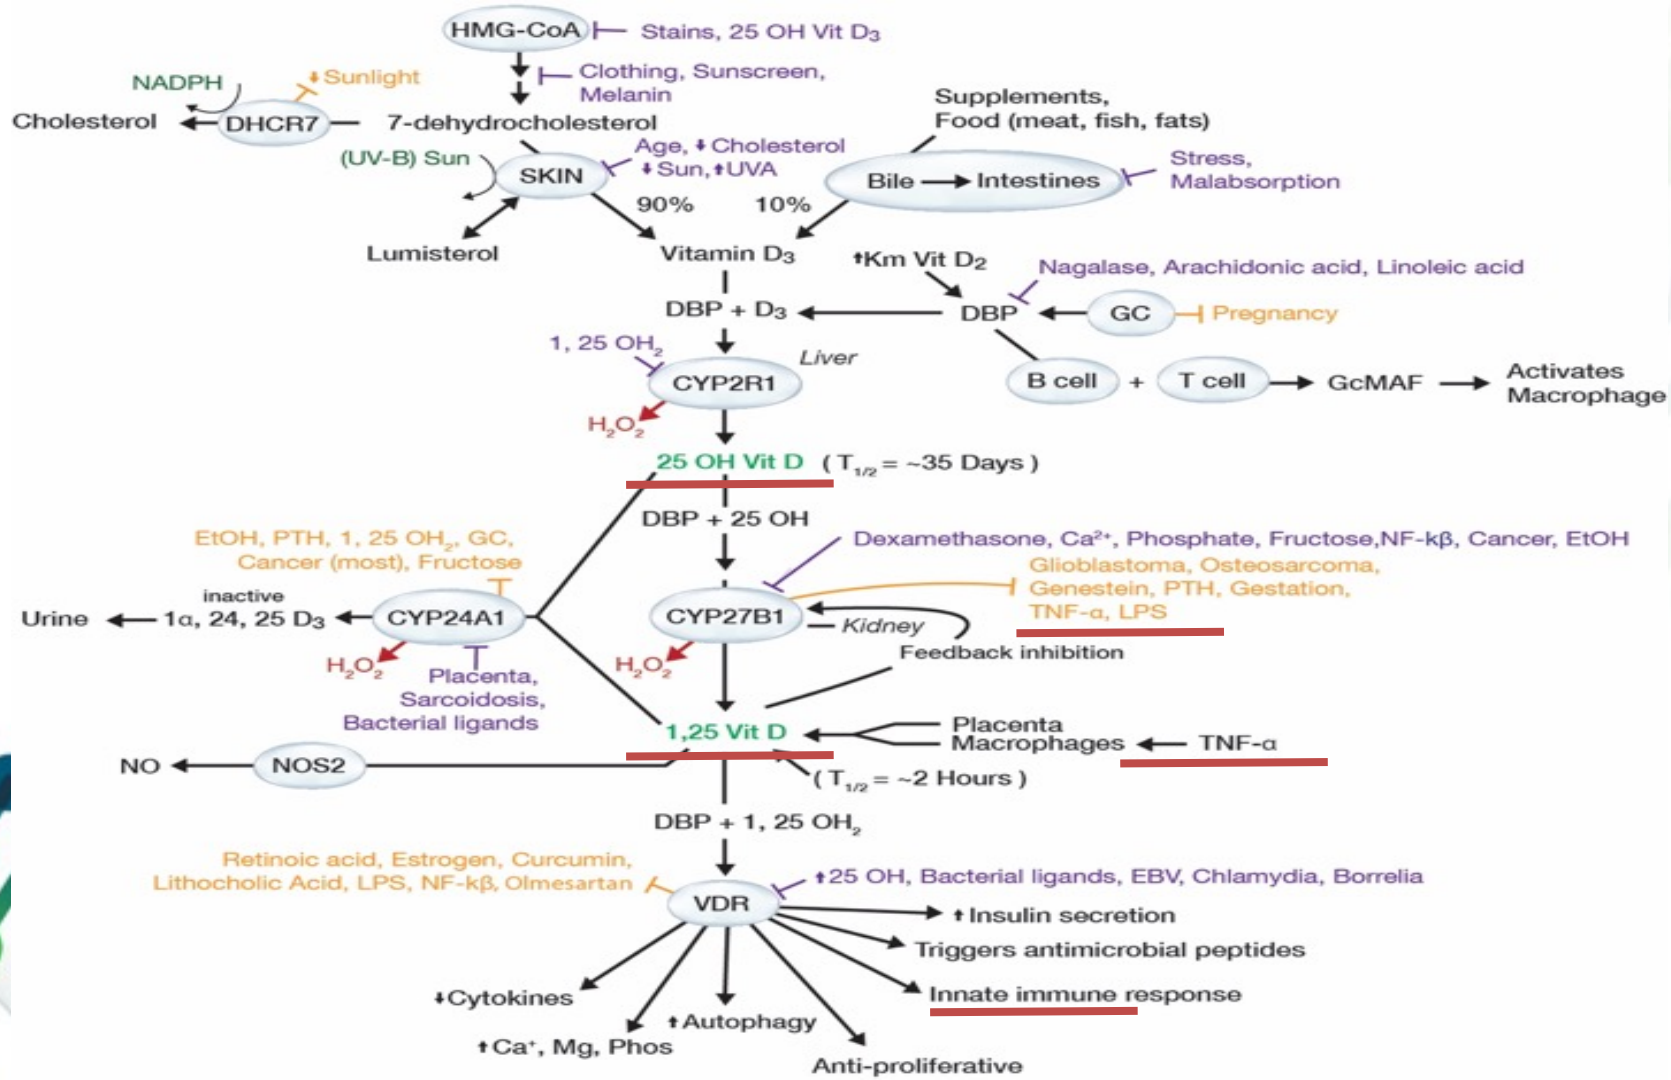 HMG-CoA
Stains, 25 OH Vit D₃
Clothing, Sunscreen,
Melanin
NADPH
Sunlight
Cholesterol
DHCR7
7-dehydrocholesterol
Supplements,
Food (meat, fish, fats)
(UV-B) Sun
SKIN
Age, ⬇Cholesterol
⬇Sun,⬆UVA
Bile
Intestines
Stress,
Malabsorption
90%
10%
Lumisterol
Vitamin D₃
⬆Km Vit D₂
Nagalase, Arachidonic acid, Linoleic acid
DBP + D₃
DBP
GC
Pregnancy
1, 25 OH₂
Liver
CYP2R1
H₂O₂
B cell
+
T cell
GcMAF
Activates
Macrophage
25 OH Vit D
(T₁/₂ = ~35 Days)
DBP + 25 OH
EtOH, PTH, 1, 25 OH₂, GC,
Cancer (most), Fructose
Dexamethasone, Ca²⁺, Phosphate, Fructose,NF-kβ, Cancer, EtOH
Glioblastoma, Osteosarcoma,
Genestein, PTH, Gestation,
TNF-α, LPS
Urine
inactive
1α, 24, 25 D₃
CYP24A1
CYP27B1
Kidney
H₂O₂
H₂O₂
Feedback inhibition
Placenta,
Sarcoidosis,
Bacterial ligands
1,25 Vit D
Placenta
Macrophages
TNF-α
NO
NOS2
(T₁/₂ = ~2 Hours)
DBP + 1, 25 OH₂
Retinoic acid, Estrogen, Curcumin,
Lithocholic Acid, LPS, NF-kβ, Olmesartan
VDR
⬆25 OH, Bacterial ligands, EBV, Chlamydia, Borrelia
⬆Insulin secretion
Triggers antimicrobial peptides
Innate immune response
⬇Cytokines
⬆Autophagy
⬆Ca⁺, Mg, Phos
Anti-proliferative